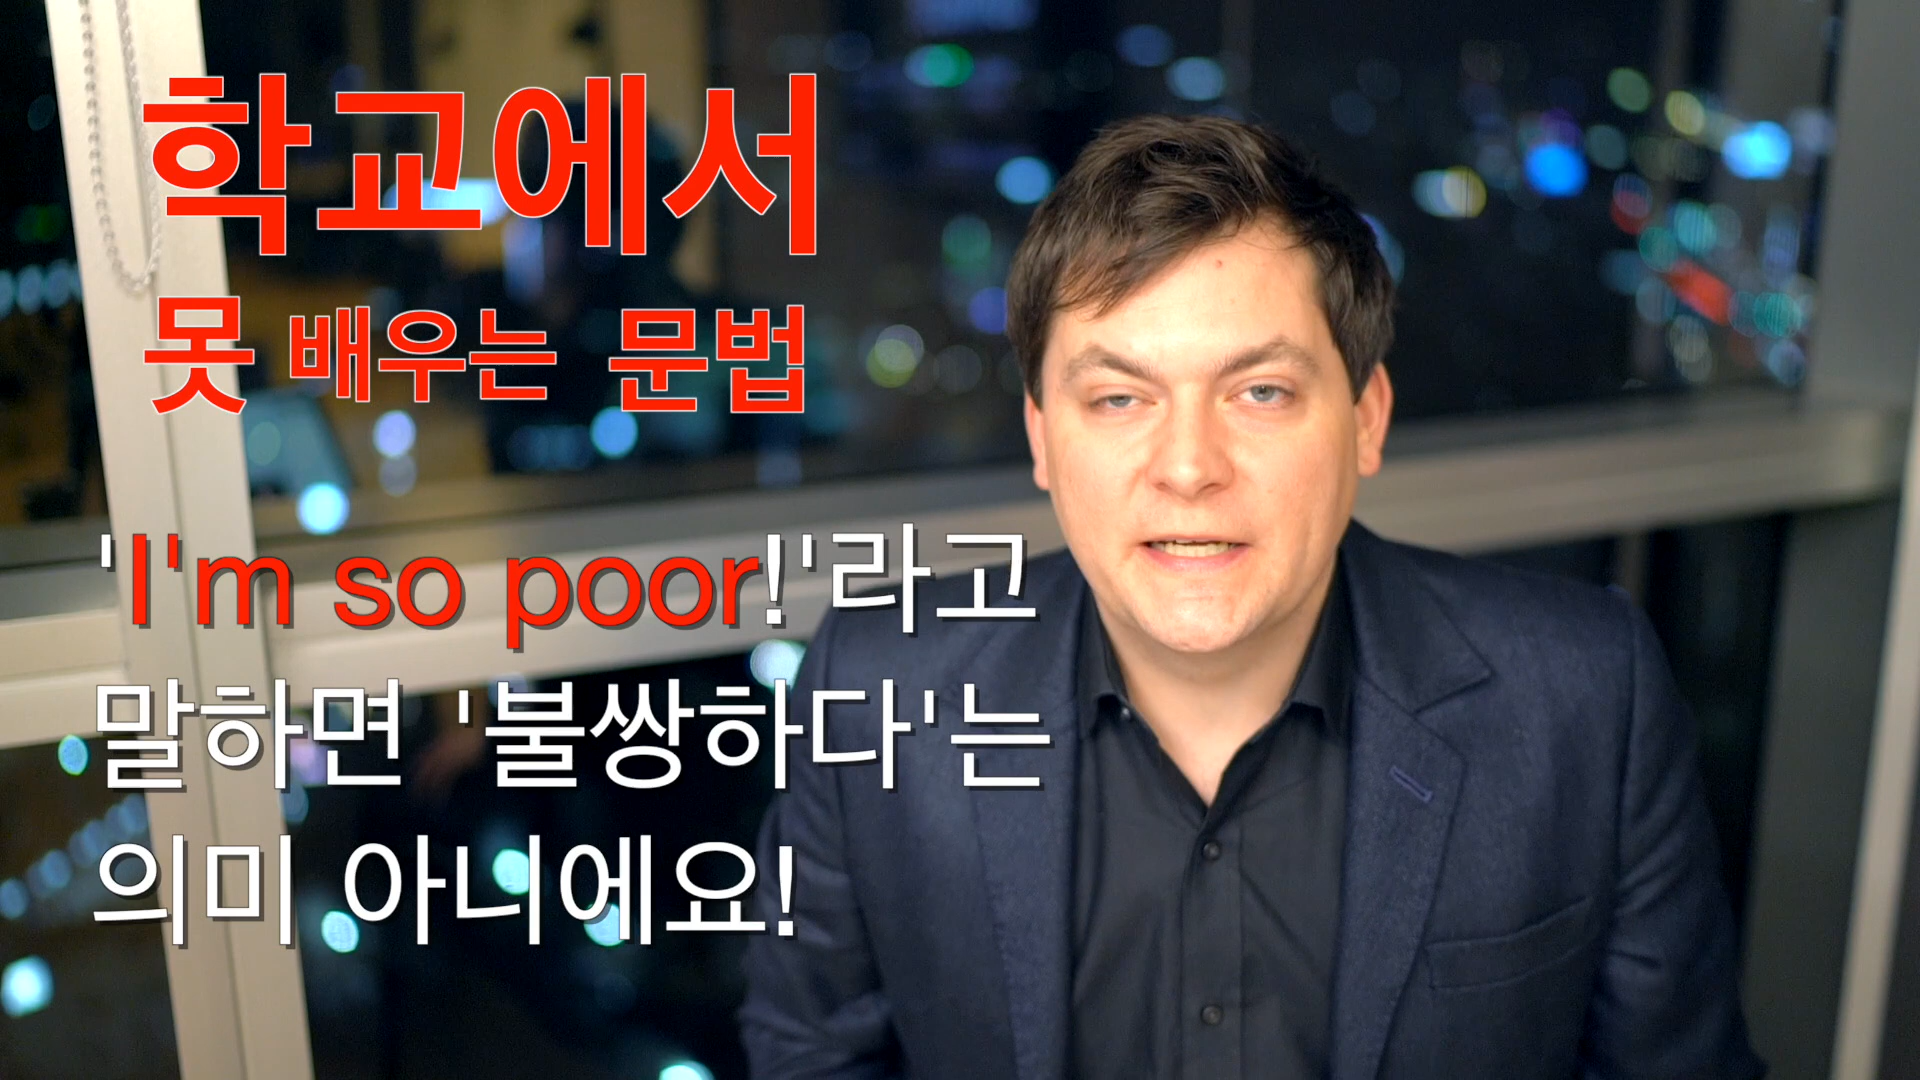 학교에서
못 배우는 문법
'I'm so poor!'라고
말하면 '불쌍하다'는
의미 아니에요!